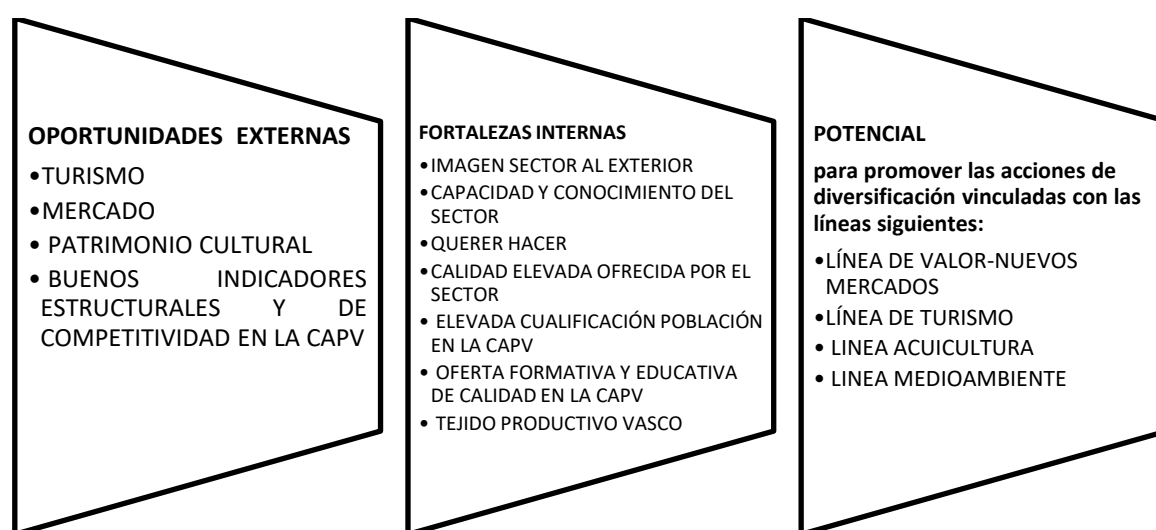 OPORTUNIDADES EXTERNAS
•TURISMO
•MERCADO
• PATRIMONIO CULTURAL
• BUENOS INDICADORES
ESTRUCTURALES Y DE
COMPETITIVIDAD EN LA CAPV
FORTALEZAS INTERNAS
•IMAGEN SECTOR AL EXTERIOR
•CAPACIDAD Y CONOCIMIENTO DEL
SECTOR
•QUERER HACER
•CALIDAD ELEVADA OFRECIDA POR EL
SECTOR
• ELEVADA CUALIFICACIÓN POBLACIÓN
EN LA CAPV
• OFERTA FORMATIVA Y EDUCATIVA
DE CALIDAD EN LA CAPV
• TEJIDO PRODUCTIVO VASCO
POTENCIAL
para promover las acciones de
diversificación vinculadas con las
líneas siguientes:
•LÍNEA DE VALOR-NUEVOS
MERCADOS
•LÍNEA DE TURISMO
• LINEA ACUICULTURA
• LINEA MEDIOAMBIENTE